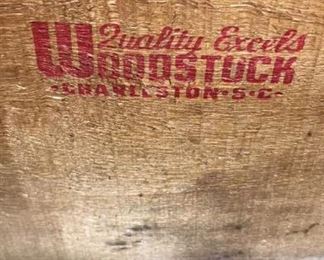 Quality Excels
WOODSTOCK
-CHARLESTON·S·C-